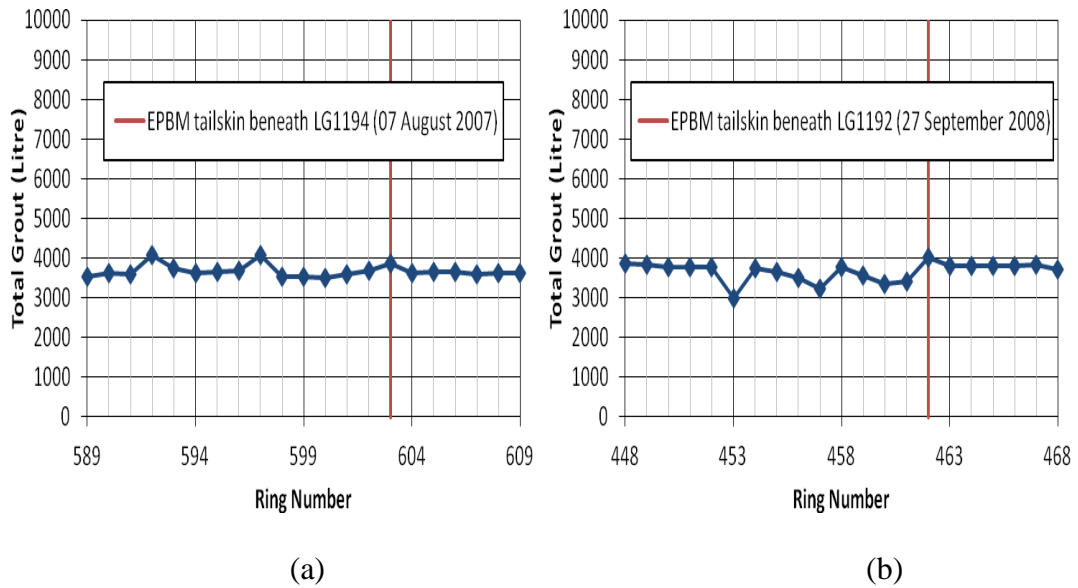 10000
9000
8000
7000
6000
5000
4000
3000
2000
1000
0
Total Grout (Litre)
EPBM tailskin beneath LG1194 (07 August 2007)
589 594 599 604 609
Ring Number
(a)
10000
9000
8000
7000
6000
5000
4000
3000
2000
1000
0
Total Grout (Litre)
EPBM tailskin beneath LG1192 (27 September 2008)
448 453 458 463 468
Ring Number
(b)